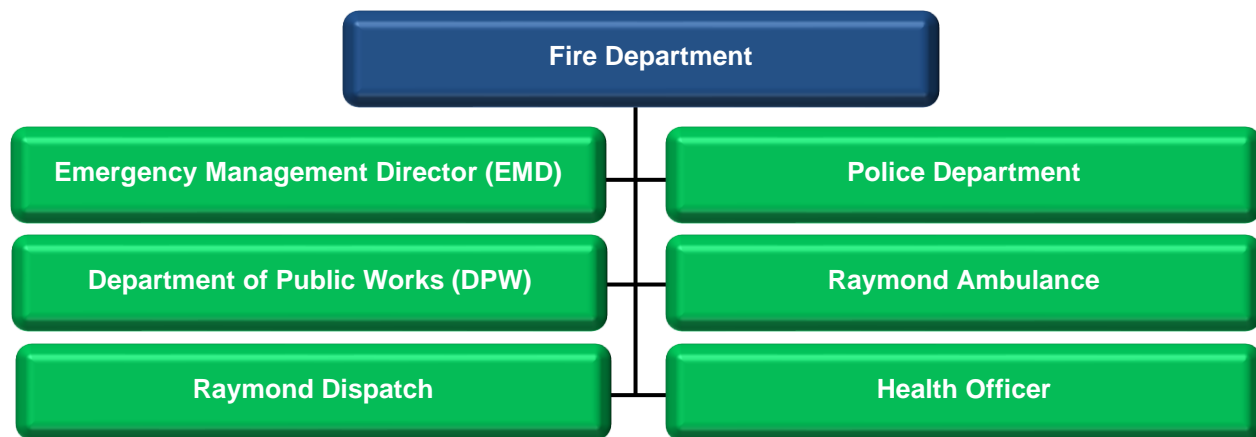 Fire Department
Emergency Management Director (EMD)
Police Department
Department of Public Works (DPW)
Raymond Ambulance
Raymond Dispatch
Health Officer